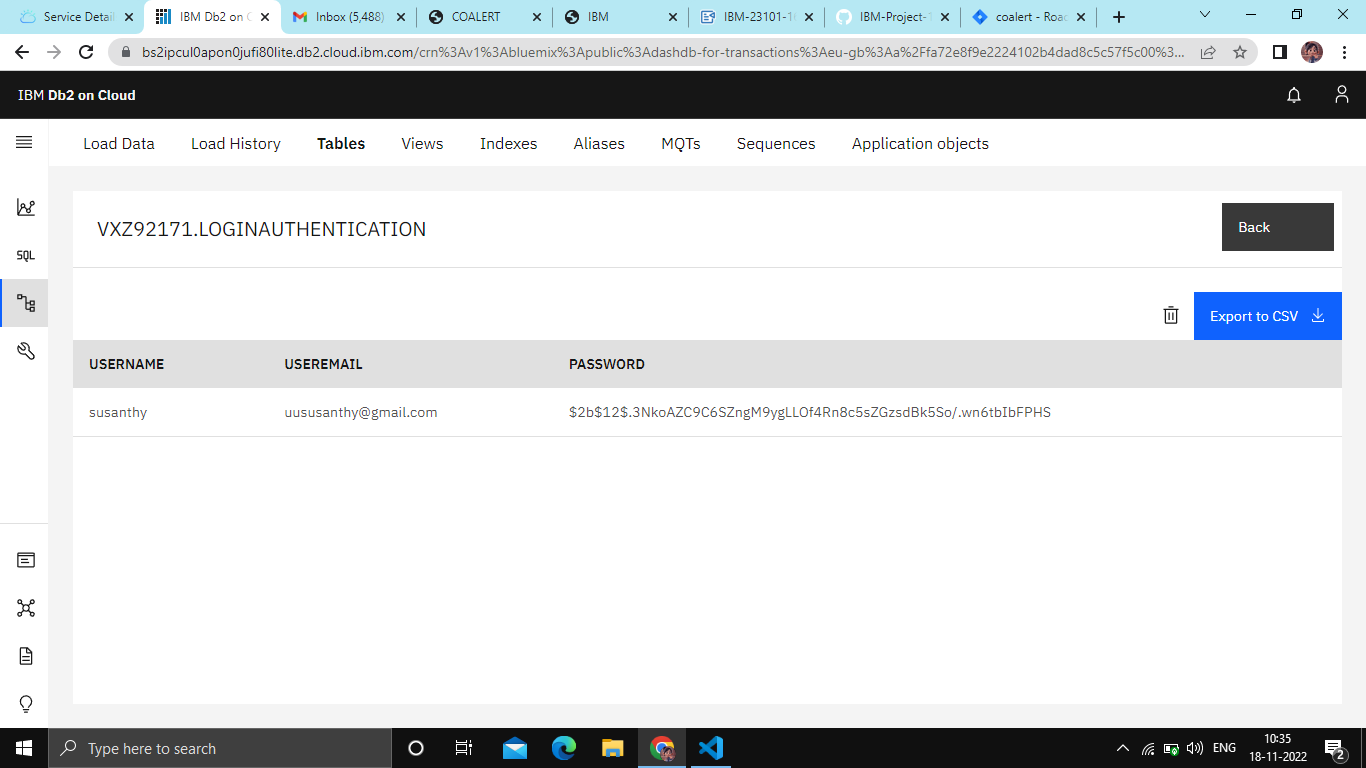 Service Detail
IBM Db2 on C
Inbox (5,488)
COALERT
IBM
IBM-23101-1
IBM-Project-1
coalert - Roac
bs2ipcul0apon0jufi80lite.db2.cloud.ibm.com/crn%3Av1%3Abluemix%3Apublic%3Adashdb-for-transactions%3Aeu-gb%3Aa%2Ffa72e8f9e2224102b4dad8c5c57f5c00%3...
IBM Db2 on Cloud
Load Data
Load History
Tables
Views
Indexes
Aliases
MQTs
Sequences
Application objects
SQL
VXZ92171.LOGINAUTHENTICATION
Back
Export to CSV
USERNAME USEREMAIL PASSWORD
susanthy uususanthy@gmail.com $2b$12$.3NkoAZC9C6SZngM9ygLLOf4Rn8c5sZGzsdBk5So/.wn6tbIbFPHS
Type here to search
ENG
10:35
18-11-2022
2